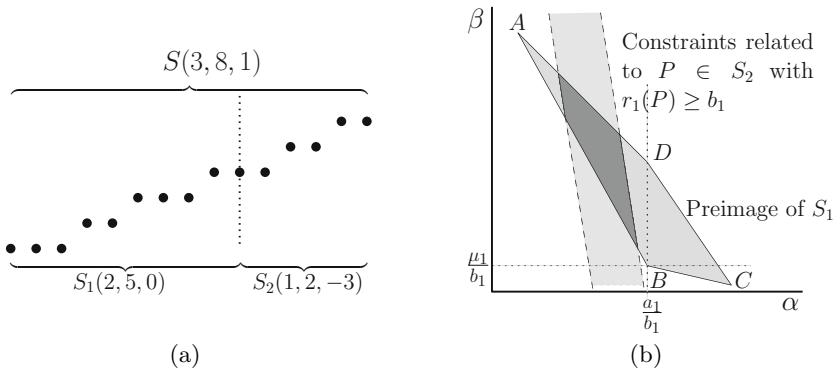 S(3, 8, 1)
S₁(2, 5, 0)
S₂(1, 2, −3)
(a)
β
A
Constraints related
to P ∈ S₂ with
r₁(P) ≥ b₁
D
Preimage of S₁
μ₁/b₁
B
C
a₁/b₁
α
(b)